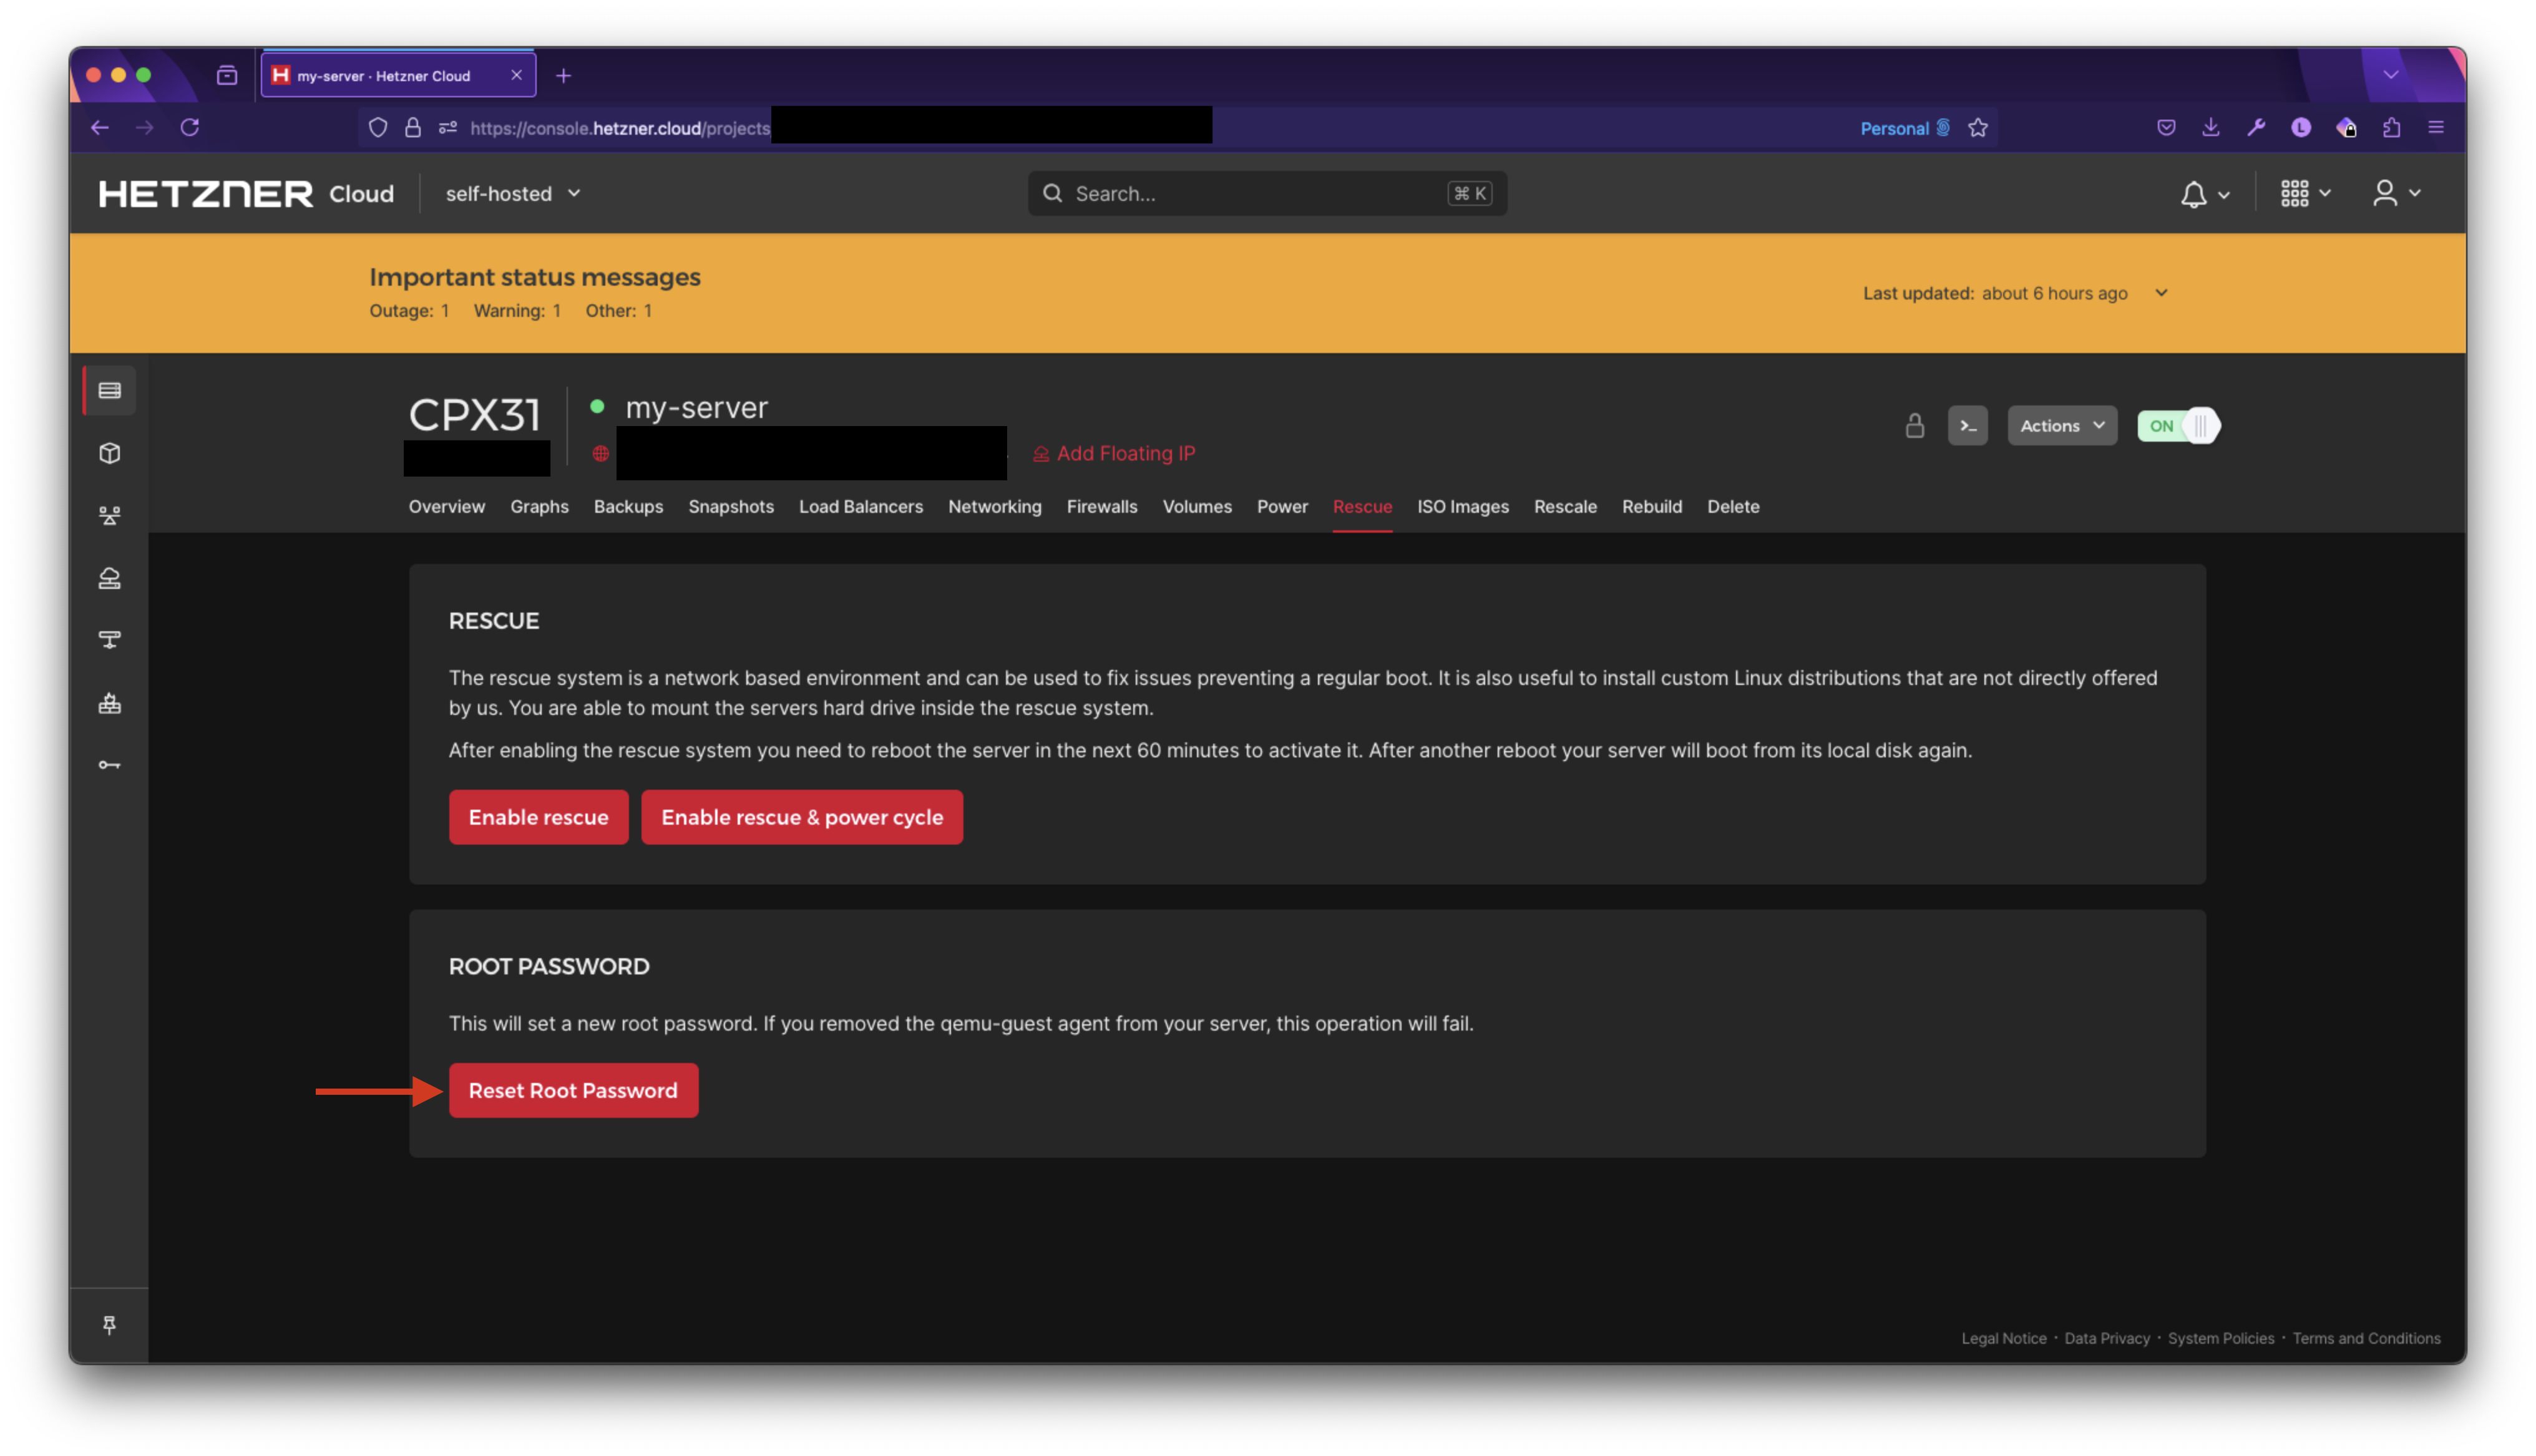 my-server · Hetzner Cloud
https://console.hetzner.cloud/projects
Personal
L
HETZNER Cloud
self-hosted
Search...
⌘ K
Important status messages
Outage: 1 Warning: 1 Other: 1
Last updated: about 6 hours ago
CPX31
my-server
Add Floating IP
Actions
ON
Overview Graphs Backups Snapshots Load Balancers Networking Firewalls Volumes Power Rescue ISO Images Rescale Rebuild Delete
RESCUE
The rescue system is a network based environment and can be used to fix issues preventing a regular boot. It is also useful to install custom Linux distributions that are not directly offered
by us. You are able to mount the servers hard drive inside the rescue system.
After enabling the rescue system you need to reboot the server in the next 60 minutes to activate it. After another reboot your server will boot from its local disk again.
Enable rescue Enable rescue & power cycle
ROOT PASSWORD
This will set a new root password. If you removed the qemu-guest agent from your server, this operation will fail.
Reset Root Password
Legal Notice · Data Privacy · System Policies · Terms and Conditions